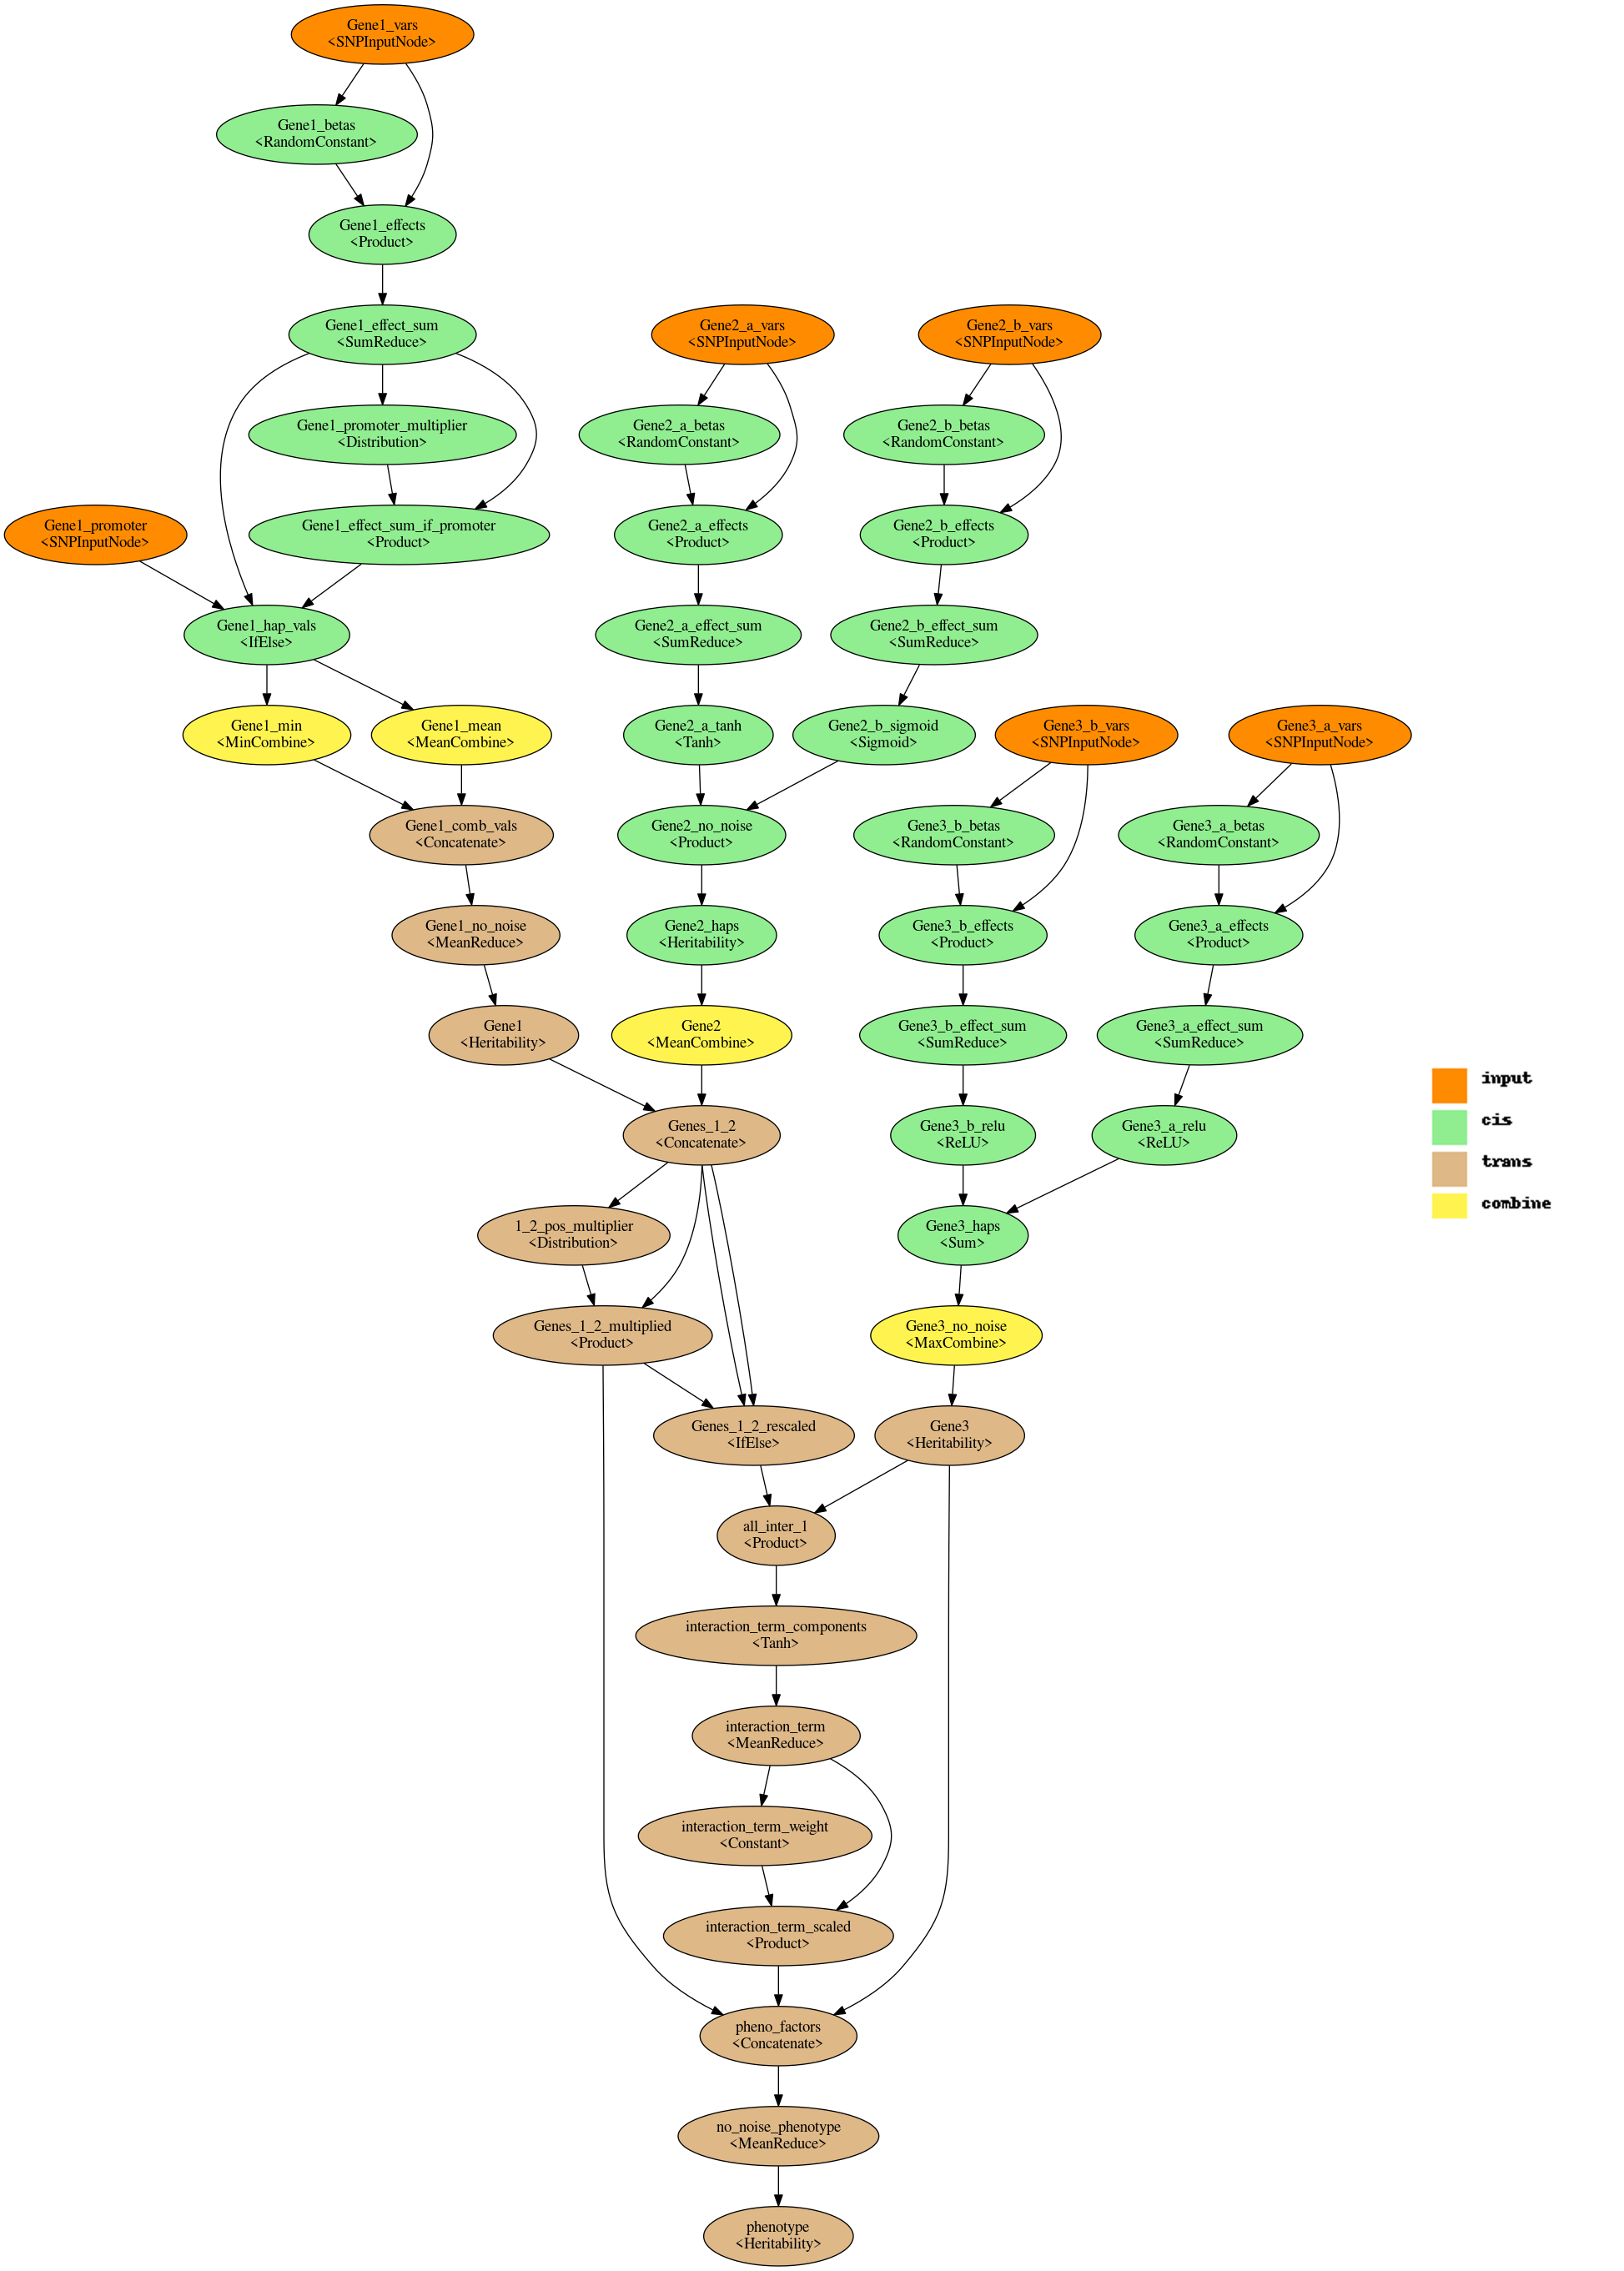 Gene1_vars
<SNPInputNode>
Gene1_betas
<RandomConstant>
Gene1_effects
<Product>
Gene1_effect_sum
<SumReduce>
Gene2_a_vars
<SNPInputNode>
Gene2_b_vars
<SNPInputNode>
Gene1_promoter_multiplier
<Distribution>
Gene2_a_betas
<RandomConstant>
Gene2_b_betas
<RandomConstant>
Gene1_promoter
<SNPInputNode>
Gene1_effect_sum_if_promoter
<Product>
Gene2_a_effects
<Product>
Gene2_b_effects
<Product>
Gene1_hap_vals
<IfElse>
Gene2_a_effect_sum
<SumReduce>
Gene2_b_effect_sum
<SumReduce>
Gene1_min
<MinCombine>
Gene1_mean
<MeanCombine>
Gene2_a_tanh
<Tanh>
Gene2_b_sigmoid
<Sigmoid>
Gene3_b_vars
<SNPInputNode>
Gene3_a_vars
<SNPInputNode>
Gene1_comb_vals
<Concatenate>
Gene2_no_noise
<Product>
Gene3_b_betas
<RandomConstant>
Gene3_a_betas
<RandomConstant>
Gene1_no_noise
<MeanReduce>
Gene2_haps
<Heritability>
Gene3_b_effects
<Product>
Gene3_a_effects
<Product>
Gene1
<Heritability>
Gene2
<MeanCombine>
Gene3_b_effect_sum
<SumReduce>
Gene3_a_effect_sum
<SumReduce>
input
cis
trans
combine
Genes_1_2
<Concatenate>
Gene3_b_relu
<ReLU>
Gene3_a_relu
<ReLU>
1_2_pos_multiplier
<Distribution>
Gene3_haps
<Sum>
Genes_1_2_multiplied
<Product>
Gene3_no_noise
<MaxCombine>
Genes_1_2_rescaled
<IfElse>
Gene3
<Heritability>
all_inter_1
<Product>
interaction_term_components
<Tanh>
interaction_term
<MeanReduce>
interaction_term_weight
<Constant>
interaction_term_scaled
<Product>
pheno_factors
<Concatenate>
no_noise_phenotype
<MeanReduce>
phenotype
<Heritability>